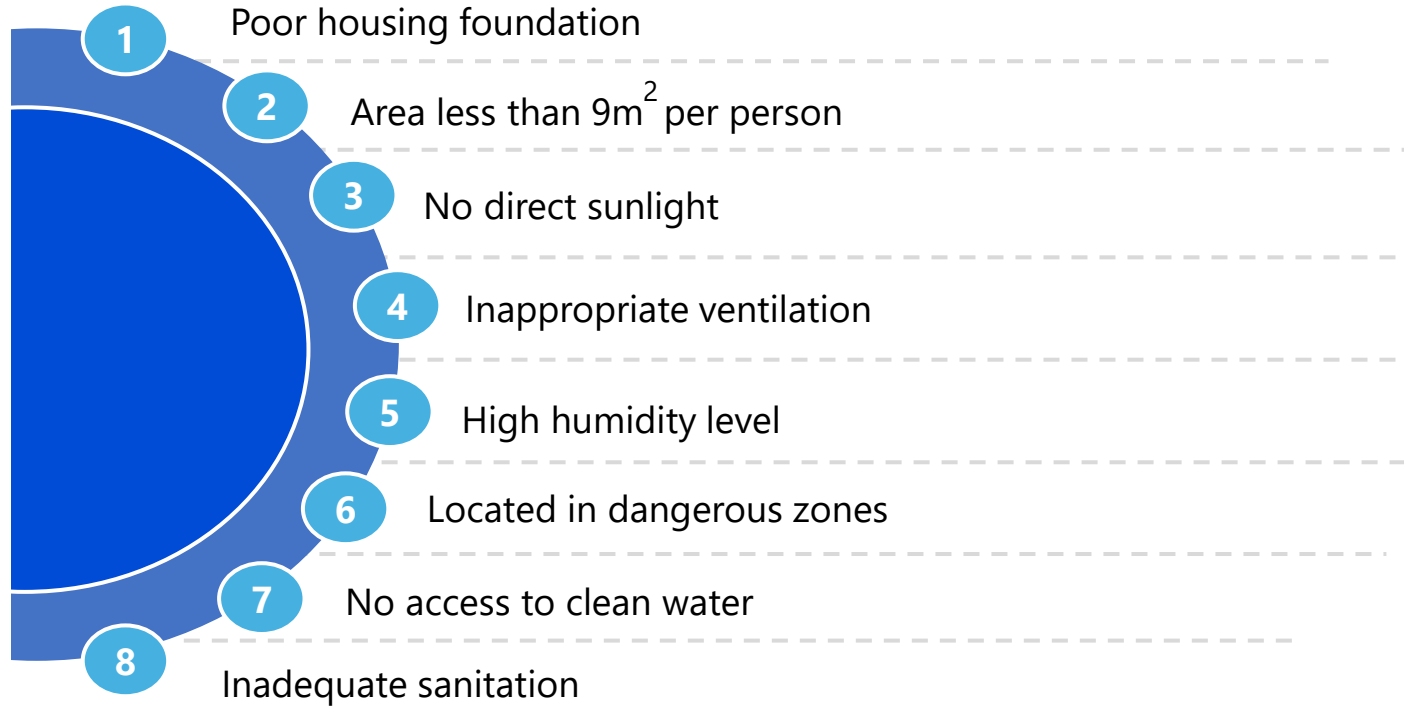 1 Poor housing foundation
2 Area less than 9m² per person
3 No direct sunlight
4 Inappropriate ventilation
5 High humidity level
6 Located in dangerous zones
7 No access to clean water
8 Inadequate sanitation